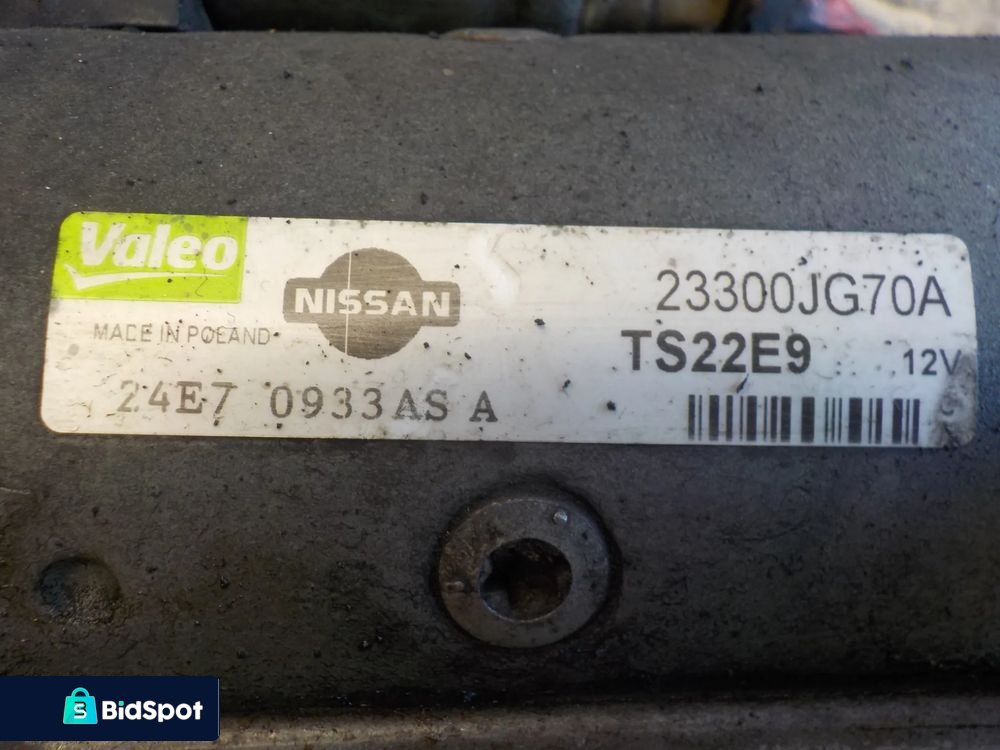 Valeo
NISSAN
23300JG70A
MADE IN POLAND
TS22E9
12V
24E7 0933AS A
BidSpot